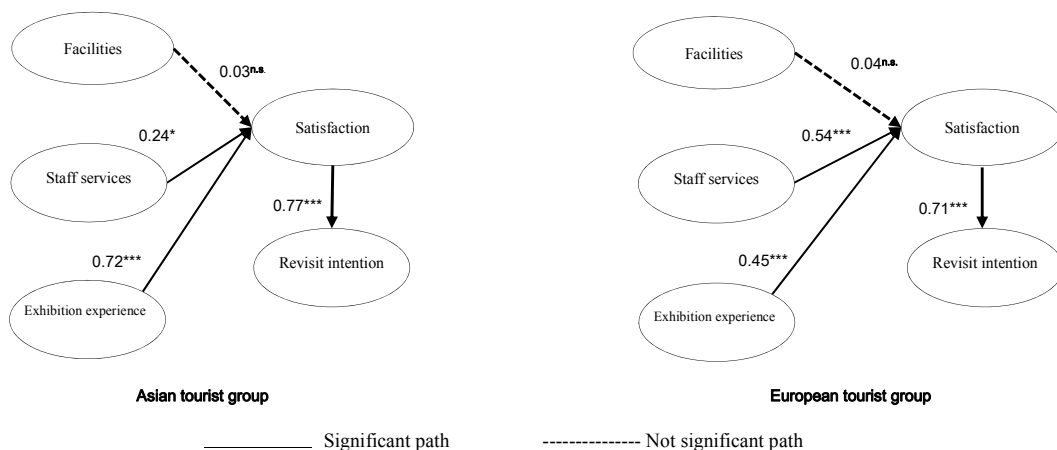 Facilities
0.03n.s.
Satisfaction
0.24*
Staff services
0.77***
0.72***
Revisit intention
Exhibition experience
Asian tourist group
Facilities
0.04n.s.
Satisfaction
0.54***
Staff services
0.71***
0.45***
Revisit intention
Exhibition experience
European tourist group
Significant path
Not significant path